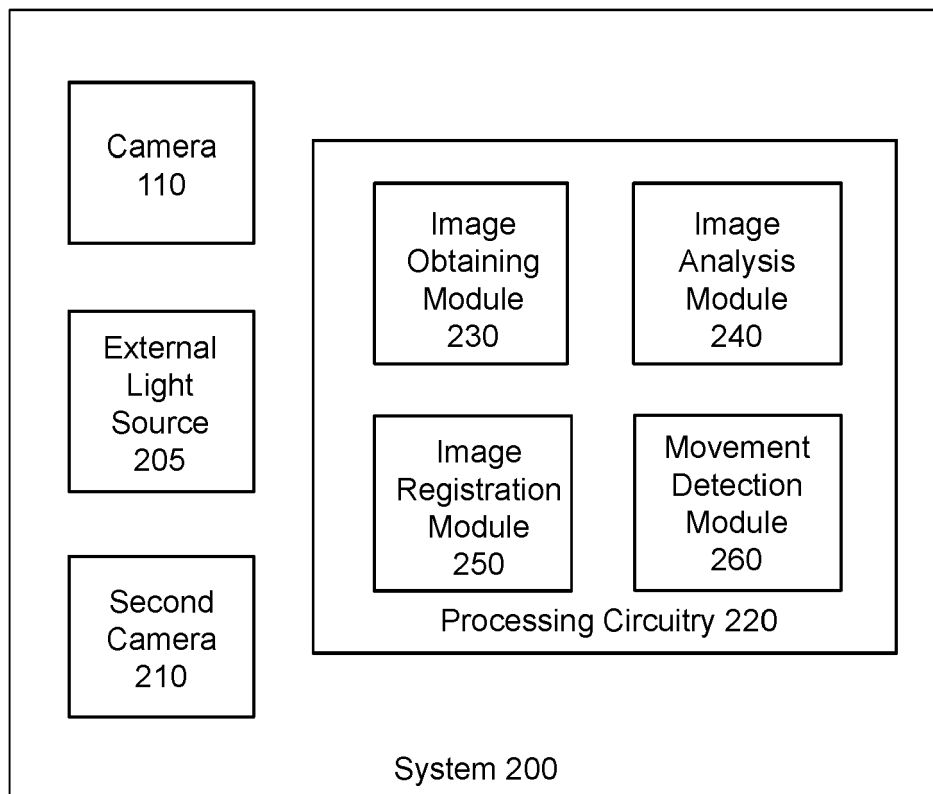 Camera
110
External
Light
Source
205
Second
Camera
210
Image
Obtaining
Module
230
Image
Analysis
Module
240
Image
Registration
Module
250
Movement
Detection
Module
260
Processing Circuitry 220
System 200